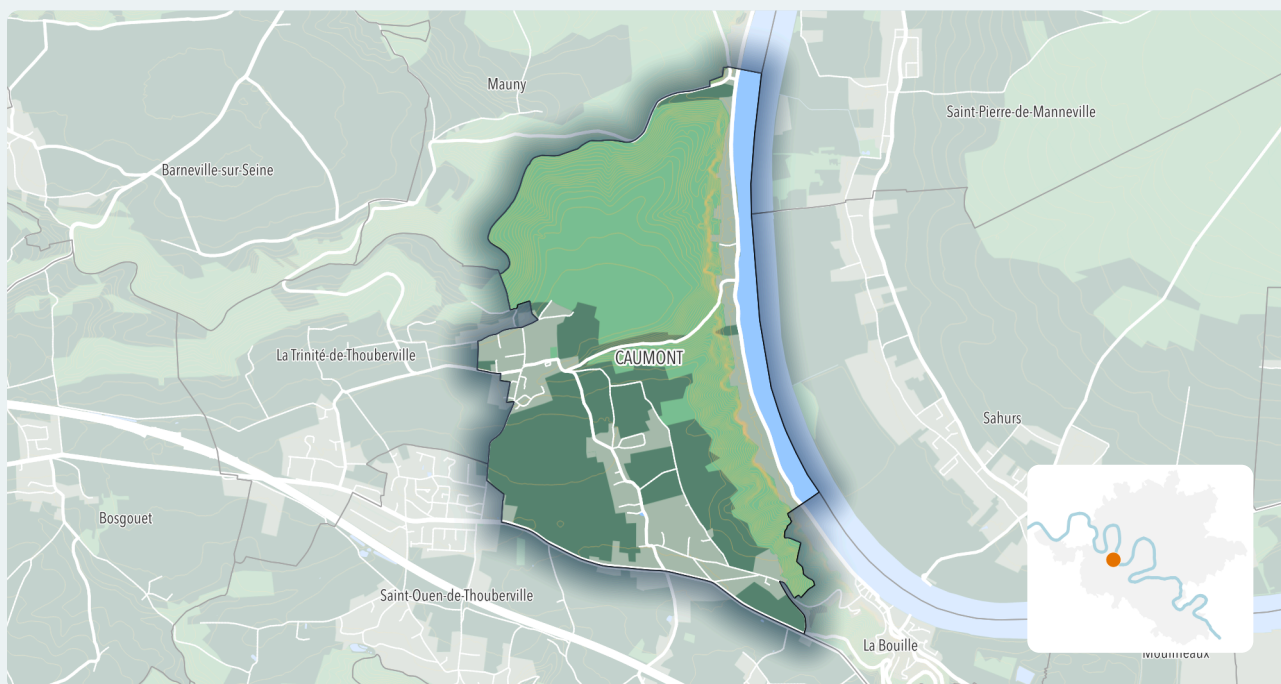 Mauny
Saint-Pierre-de-Manneville
Barneville-sur-Seine
La Trinité-de-Thouberville
CAUMONT
Sahurs
Bosgouet
Saint-Ouen-de-Thouberville
La Bouille
Moulineaux